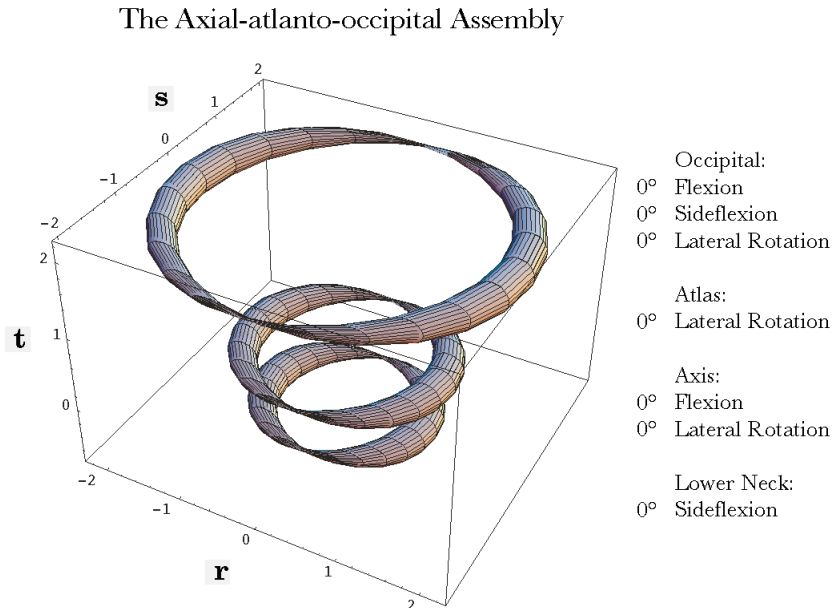 The Axial-atlanto-occipital Assembly
s
2
1
0
-1
-2
2
1
0
t
-2
-1
0
1
2
r
Occipital:
0° Flexion
0° Sideflexion
0° Lateral Rotation
Atlas:
0° Lateral Rotation
Axis:
0° Flexion
0° Lateral Rotation
Lower Neck:
0° Sideflexion